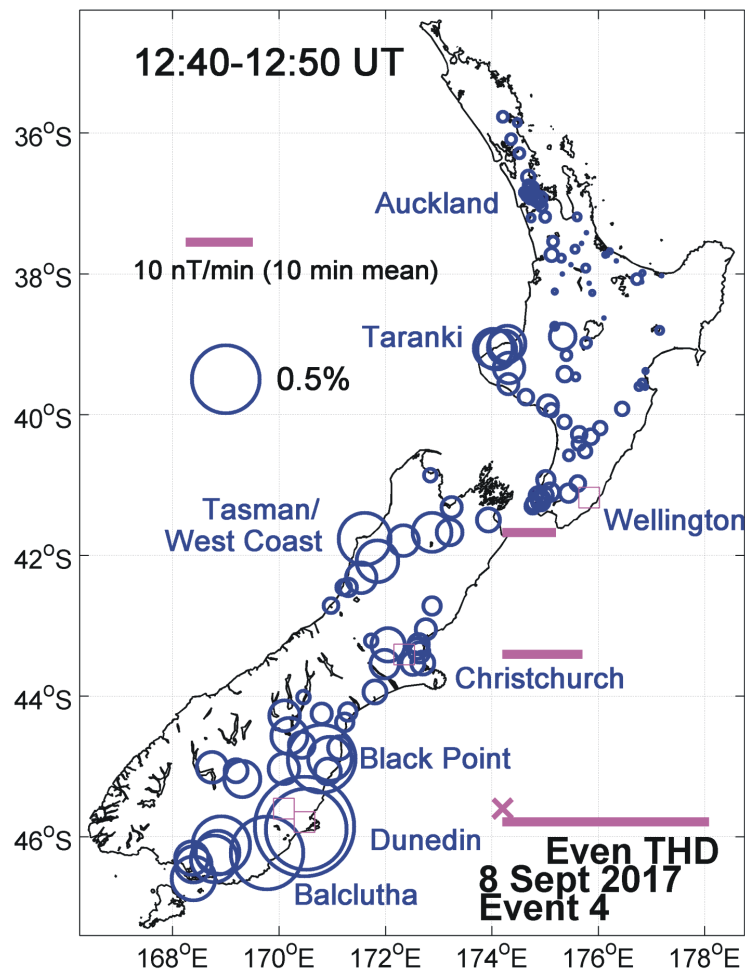 12:40-12:50 UT
36°S
Auckland
10 nT/min (10 min mean)
38°S
Taranki
0.5%
40°S
Tasman/
West Coast
Wellington
42°S
Christchurch
44°S
Black Point
46°S
Dunedin
Even THD
8 Sept 2017
Balclutha
Event 4
168°E 170°E 172°E 174°E 176°E 178°E